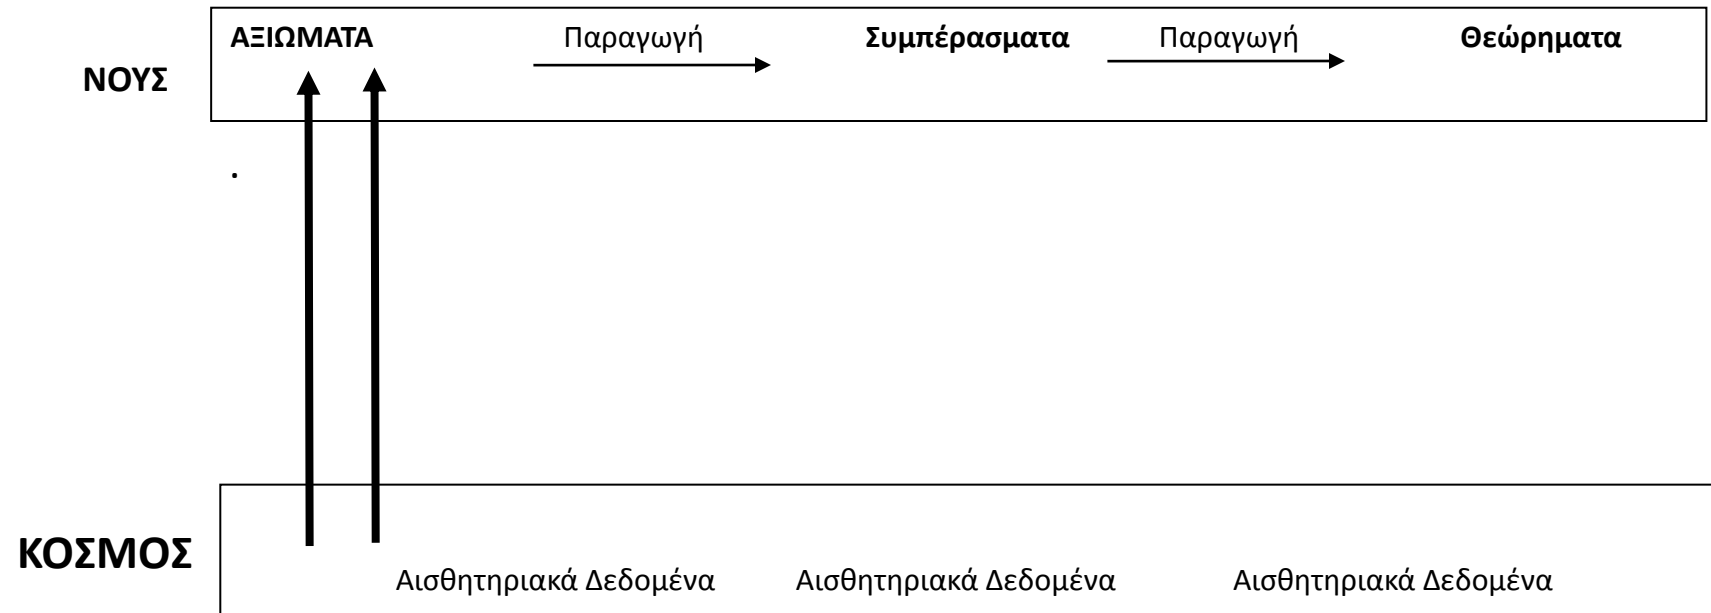 ΑΞΙΩΜΑΤΑ Παραγωγή Συμπέρασματα Παραγωγή Θεώρηματα
ΝΟΥΣ
.
ΚΟΣΜΟΣ
Αισθητηριακά Δεδομένα Αισθητηριακά Δεδομένα Αισθητηριακά Δεδομένα